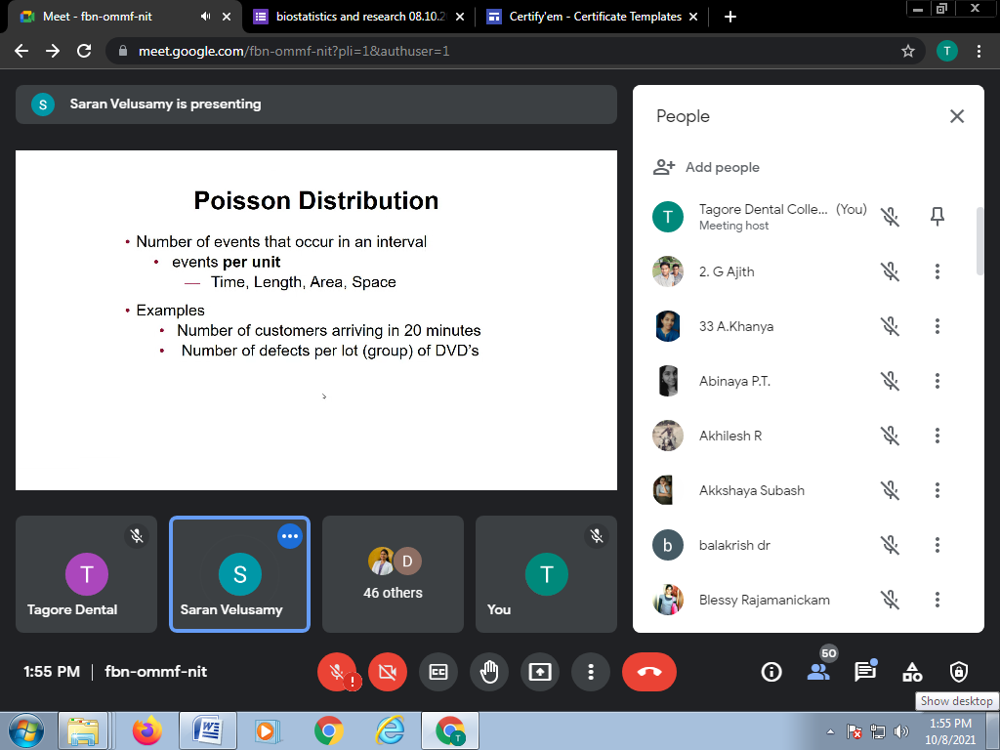 Meet - fbn-ommf-nit
biostatistics and research 08.10.2
Certify'em - Certificate Templates
meet.google.com/fbn-ommf-nit?pli=1&authuser=1
T
S
Saran Velusamy is presenting
Poisson Distribution
• Number of events that occur in an interval
• events per unit
— Time, Length, Area, Space
• Examples
• Number of customers arriving in 20 minutes
• Number of defects per lot (group) of DVD's
People
Add people
T
Tagore Dental Colle... (You)
Meeting host
2. G Ajith
33 A.Khanya
Abinaya P.T.
Akhilesh R
Akkshaya Subash
b
balakrish dr
Blessy Rajamanickam
T
Tagore Dental
S
Saran Velusamy
D
46 others
T
You
1:55 PM | fbn-ommf-nit
CC
50
Show desktop
W
T
1:55 PM
10/8/2021